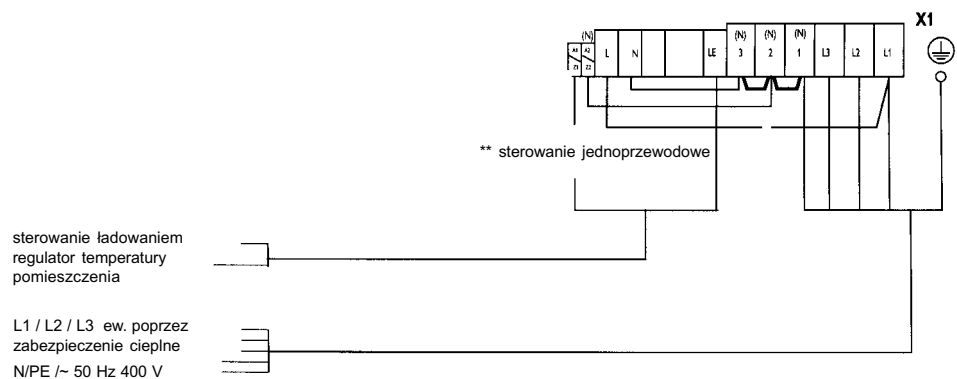 X1
(N) (N) (N) (N)
A1 A2 L N LE 3 2 1 L3 L2 L1
Z1 Z2
** sterowanie jednoprzewodowe
sterowanie ładowaniem
regulator temperatury
pomieszczenia
L1 / L2 / L3 ew. poprzez
zabezpieczenie cieplne
N/PE /~ 50 Hz 400 V